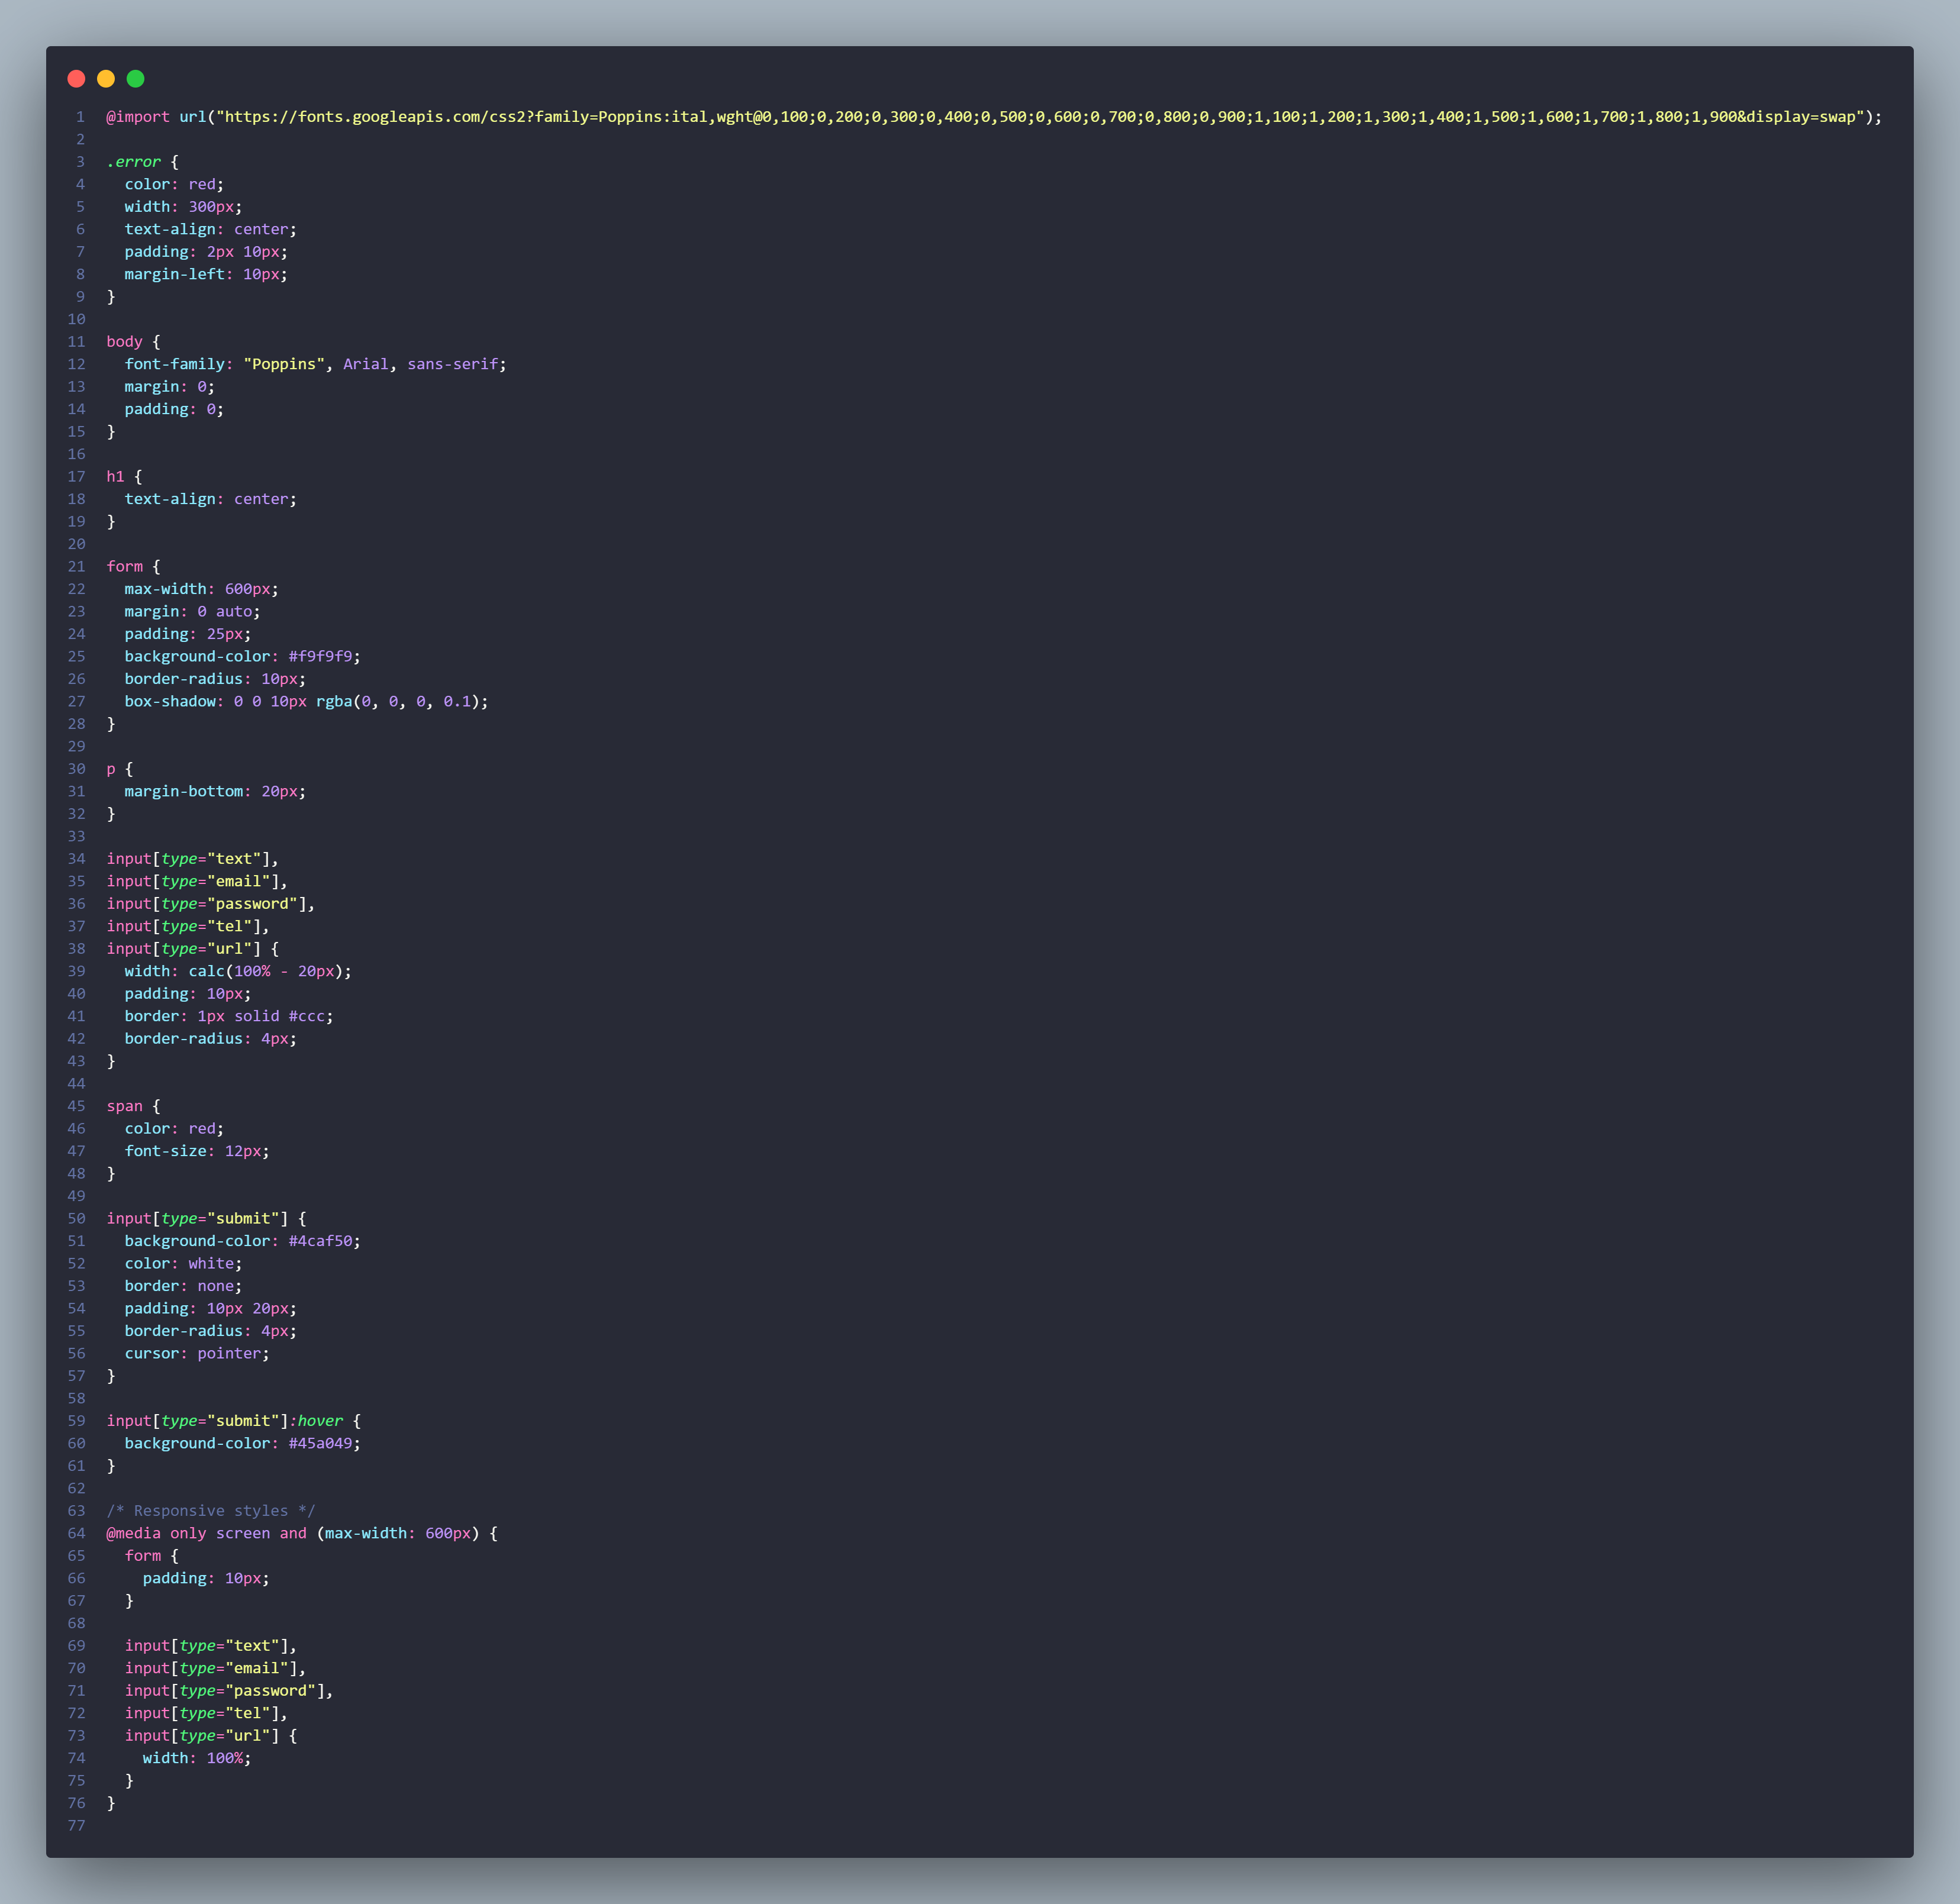 1 @import url("https://fonts.googleapis.com/css2?family=Poppins:ital,wght@0,100;0,200;0,300;0,400;0,500;0,600;0,700;0,800;0,900;1,100;1,200;1,300;1,400;1,500;1,600;1,700;1,800;1,900&display=swap");
2
3 .error {
4   color: red;
5   width: 300px;
6   text-align: center;
7   padding: 2px 10px;
8   margin-left: 10px;
9 }
10
11 body {
12   font-family: "Poppins", Arial, sans-serif;
13   margin: 0;
14   padding: 0;
15 }
16
17 h1 {
18   text-align: center;
19 }
20
21 form {
22   max-width: 600px;
23   margin: 0 auto;
24   padding: 25px;
25   background-color: #f9f9f9;
26   border-radius: 10px;
27   box-shadow: 0 0 10px rgba(0, 0, 0, 0.1);
28 }
29
30 p {
31   margin-bottom: 20px;
32 }
33
34 input[type="text"],
35 input[type="email"],
36 input[type="password"],
37 input[type="tel"],
38 input[type="url"] {
39   width: calc(100% - 20px);
40   padding: 10px;
41   border: 1px solid #ccc;
42   border-radius: 4px;
43 }
44
45 span {
46   color: red;
47   font-size: 12px;
48 }
49
50 input[type="submit"] {
51   background-color: #4caf50;
52   color: white;
53   border: none;
54   padding: 10px 20px;
55   border-radius: 4px;
56   cursor: pointer;
57 }
58
59 input[type="submit"]:hover {
60   background-color: #45a049;
61 }
62
63 /* Responsive styles */
64 @media only screen and (max-width: 600px) {
65   form {
66     padding: 10px;
67   }
68
69   input[type="text"],
70   input[type="email"],
71   input[type="password"],
72   input[type="tel"],
73   input[type="url"] {
74     width: 100%;
75   }
76 }
77